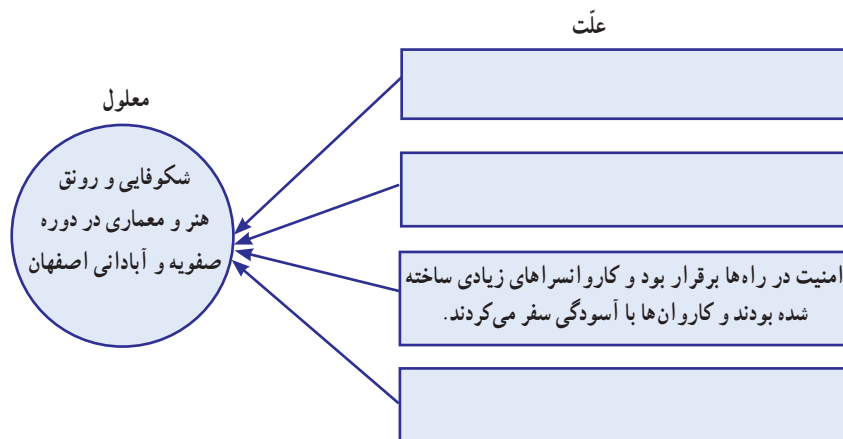 علّت
معلول
شکوفایی و رونق
هنر و معماری در دوره
صفویه و آبادانی اصفهان
امنیت در راه‌ها برقرار بود و کاروانسراهای زیادی ساخته
شده بودند و کاروان‌ها با آسودگی سفر می‌کردند.